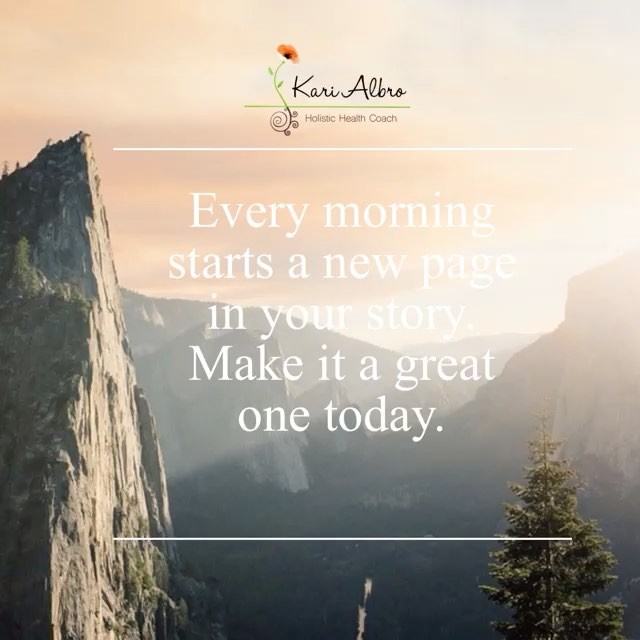 Kari Albro
Holistic Health Coach
Every morning
starts a new page
in your story.
Make it a great
one today.